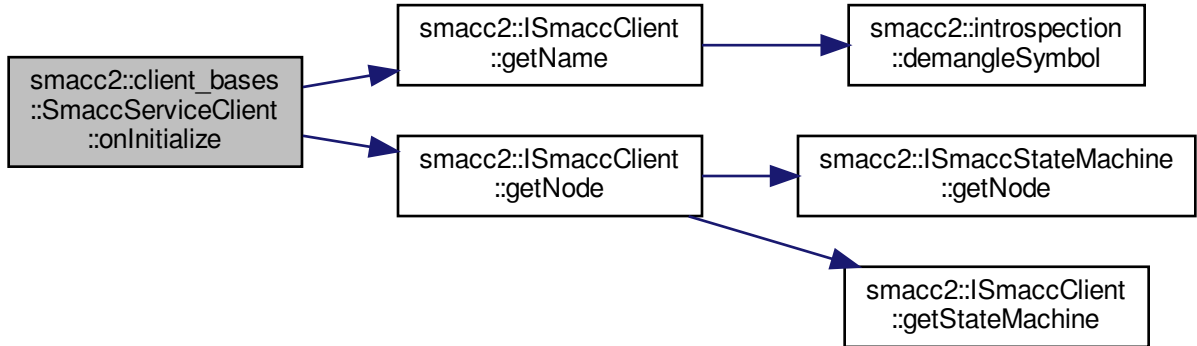 smacc2::client_bases
::SmaccServiceClient
::onInitialize
smacc2::ISmaccClient
::getName
smacc2::introspection
::demangleSymbol
smacc2::ISmaccClient
::getNode
smacc2::ISmaccStateMachine
::getNode
smacc2::ISmaccClient
::getStateMachine